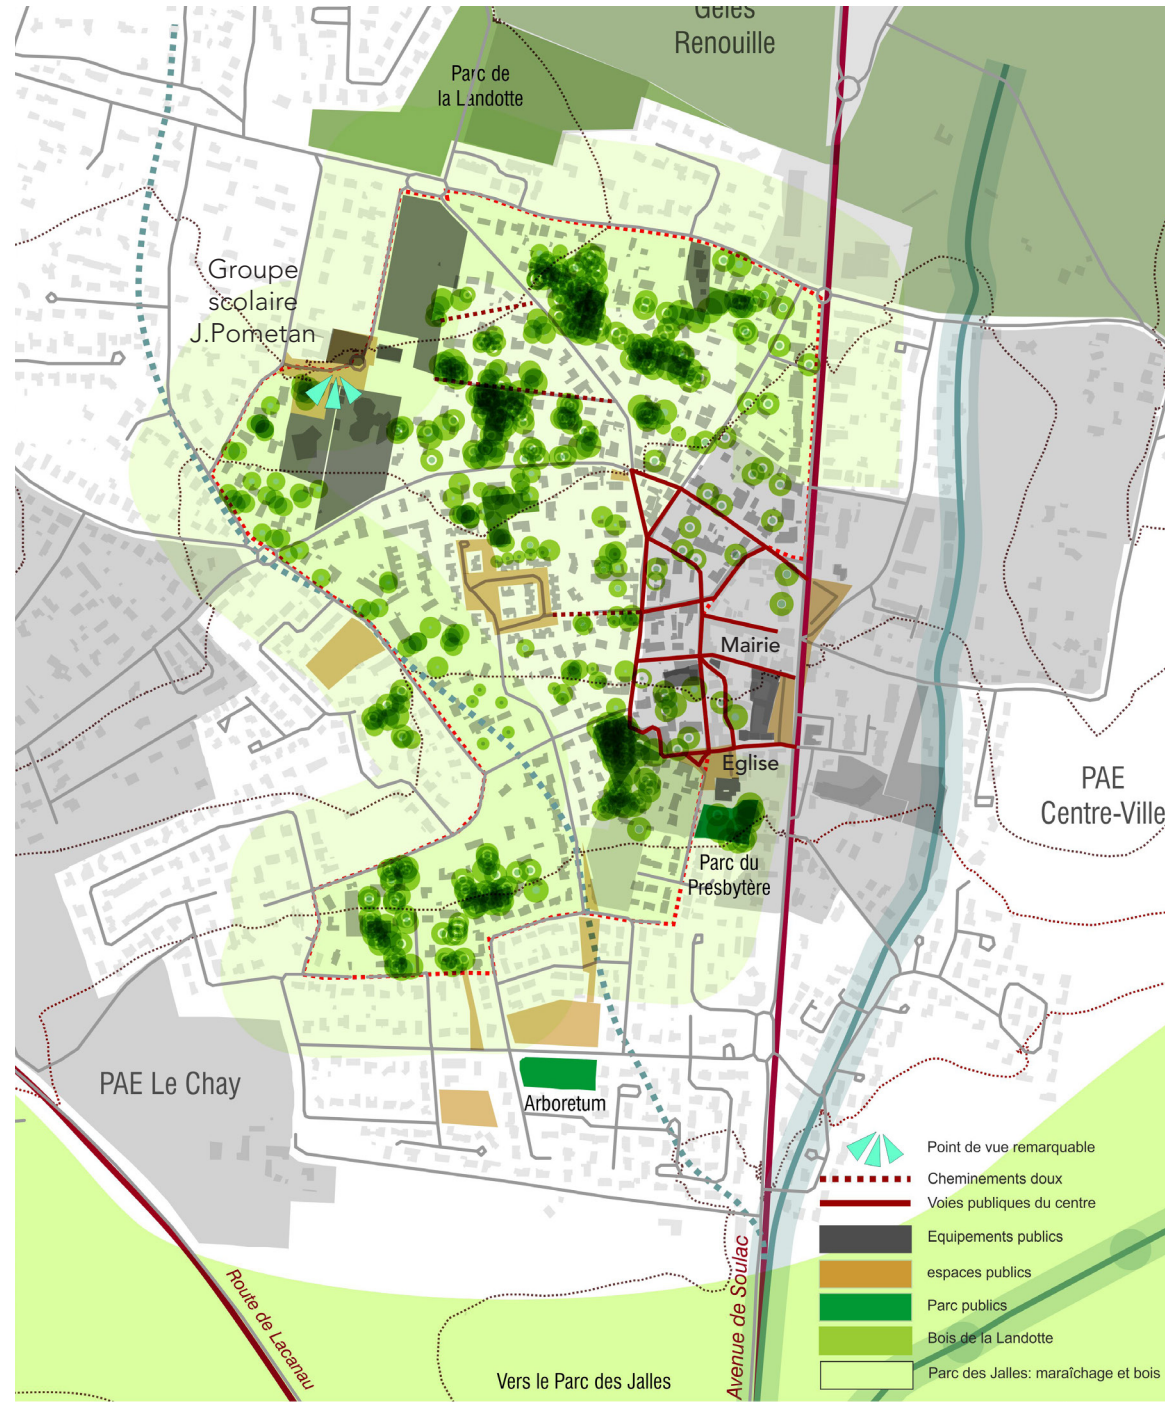 Geles
Renouille
Parc de
la Landotte
Groupe
scolaire
J.Pometan
Mairie
Eglise
PAE
Centre-Ville
Parc du
Presbytère
PAE Le Chay
Arboretum
Point de vue remarquable
Cheminements doux
Voies publiques du centre
Equipements publics
espaces publics
Parc publics
Bois de la Landotte
Parc des Jalles: maraîchage et bois
Route de Lacanau
Avenue de Soulac
Vers le Parc des Jalles